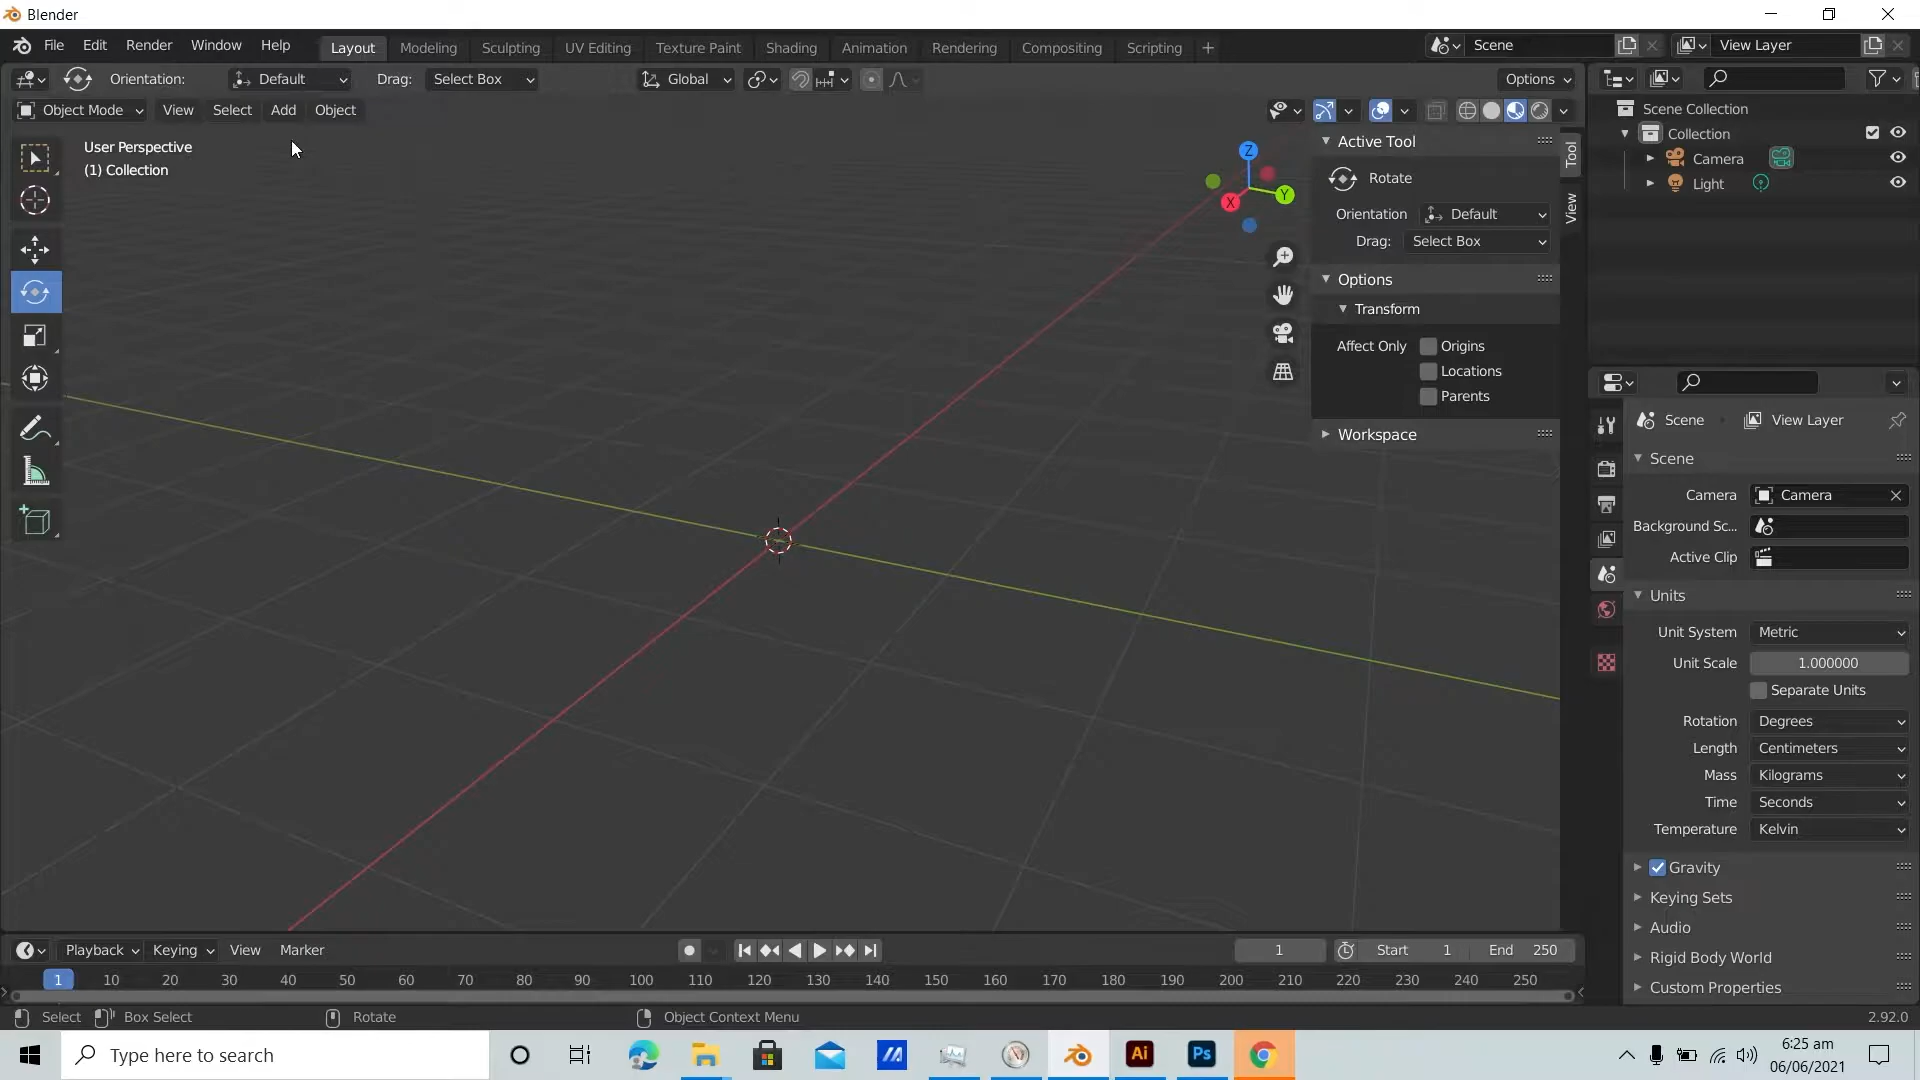 Blender
File Edit Render Window Help Layout Modeling Sculpting UV Editing Texture Paint Shading Animation Rendering Compositing Scripting + Scene View Layer
Orientation: Default Drag: Select Box Global Options
Object Mode View Select Add Object
User Perspective
(1) Collection
Z
Y
X
Active Tool
Rotate
Orientation Default
Drag: Select Box
Options
Transform
Affect Only Origins
Locations
Parents
Workspace
Tool
View
Scene Collection
Collection
Camera
Light
Scene View Layer
Scene
Camera Camera
Background Sc...
Active Clip
Units
Unit System Metric
Unit Scale 1.000000
Separate Units
Rotation Degrees
Length Centimeters
Mass Kilograms
Time Seconds
Temperature Kelvin
Gravity
Keying Sets
Audio
Rigid Body World
Custom Properties
Playback Keying View Marker 1 Start 1 End 250
1 10 20 30 40 50 60 70 80 90 100 110 120 130 140 150 160 170 180 190 200 210 220 230 240 250
Select Box Select Rotate Object Context Menu 2.92.0
Type here to search
Ai
Ps
6:25 am
06/06/2021